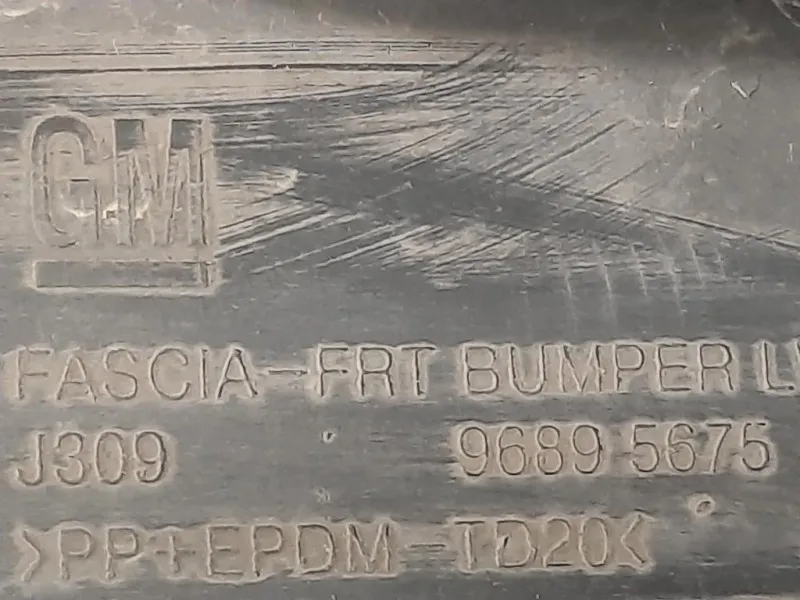 GM
FASCIA-FRT BUMPER
J309 9689 5675
>PP+EPDM-TD20<